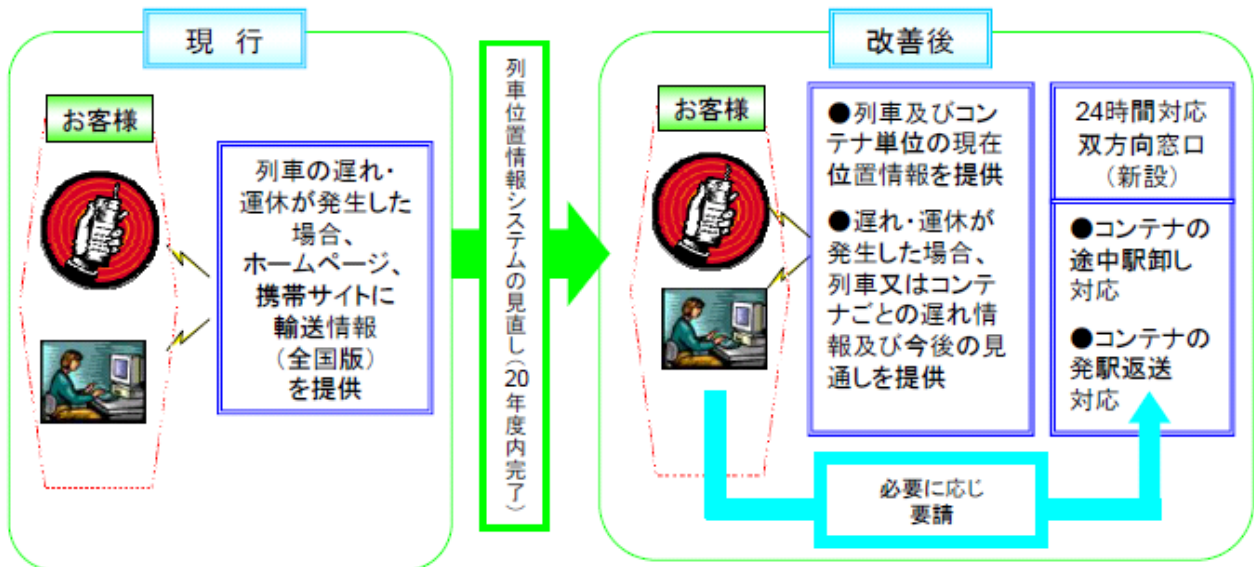 現 行
お客様
列車の遅れ・
運休が発生した
場合、
ホームページ、
携帯サイトに
輸送情報
（全国版）
を提供
列車位置情報システムの見直し（20年度内完了）
改善後
お客様
●列車及びコン
テナ単位の現在
位置情報を提供
●遅れ・運休が
発生した場合、
列車又はコンテ
ナごとの遅れ情
報及び今後の見
通しを提供
24時間対応
双方向窓口
（新設）
●コンテナの
途中駅卸し
対応
●コンテナの
発駅返送
対応
必要に応じ
要請